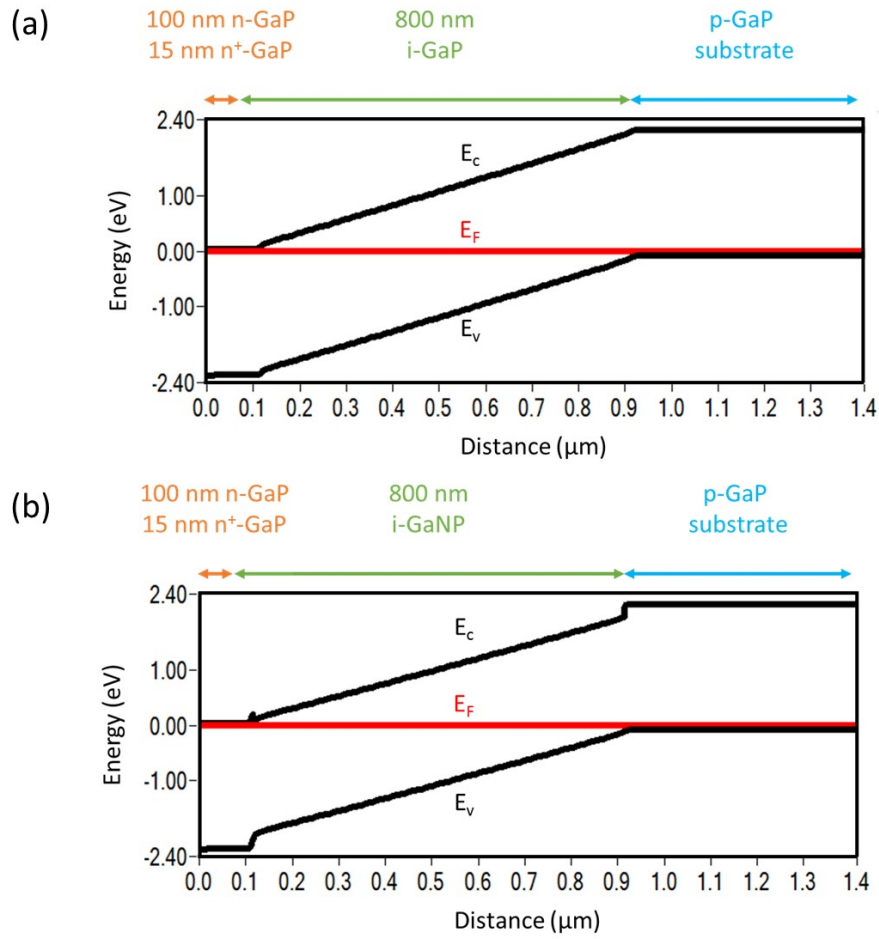 (a)
100 nm n-GaP
15 nm n⁺-GaP
800 nm
i-GaP
p-GaP
substrate
2.40
1.00
0.00
-1.00
-2.40
Energy (eV)
E_c
E_F
E_v
0.0 0.1 0.2 0.3 0.4 0.5 0.6 0.7 0.8 0.9 1.0 1.1 1.2 1.3 1.4
Distance (µm)
(b)
100 nm n-GaP
15 nm n⁺-GaP
800 nm
i-GaNP
p-GaP
substrate
2.40
1.00
0.00
-1.00
-2.40
Energy (eV)
E_c
E_F
E_v
0.0 0.1 0.2 0.3 0.4 0.5 0.6 0.7 0.8 0.9 1.0 1.1 1.2 1.3 1.4
Distance (µm)